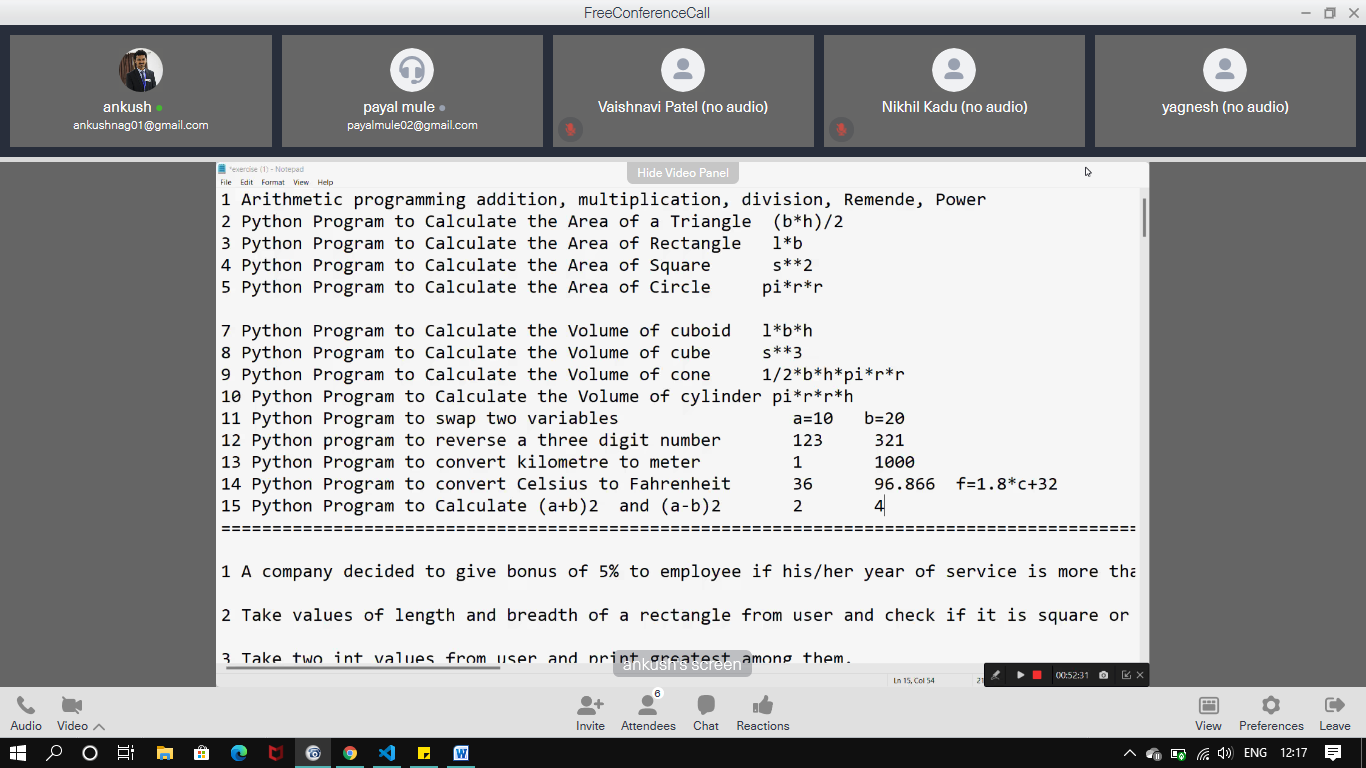 FreeConferenceCall
ankush
ankushnag01@gmail.com
payal mule
payalmule02@gmail.com
Vaishnavi Patel (no audio)
Nikhil Kadu (no audio)
yagnesh (no audio)
*exercise (1) - Notepad
Hide Video Panel
File Edit Format View Help
1 Arithmetic programming addition, multiplication, division, Remende, Power
2 Python Program to Calculate the Area of a Triangle (b*h)/2
3 Python Program to Calculate the Area of Rectangle l*b
4 Python Program to Calculate the Area of Square s**2
5 Python Program to Calculate the Area of Circle pi*r*r
7 Python Program to Calculate the Volume of cuboid l*b*h
8 Python Program to Calculate the Volume of cube s**3
9 Python Program to Calculate the Volume of cone 1/2*b*h*pi*r*r
10 Python Program to Calculate the Volume of cylinder pi*r*r*h
11 Python Program to swap two variables a=10 b=20
12 Python program to reverse a three digit number 123 321
13 Python Program to convert kilometre to meter 1 1000
14 Python Program to convert Celsius to Fahrenheit 36 96.866 f=1.8*c+32
15 Python Program to Calculate (a+b)2 and (a-b)2 2 4
==========================================================================================
1 A company decided to give bonus of 5% to employee if his/her year of service is more tha
2 Take values of length and breadth of a rectangle from user and check if it is square or
3 Take two int values from user and print greatest among them.
ankush's screen
Ln 15, Col 54
21
00:52:31
Audio
Video
Invite
6
Attendees
Chat
Reactions
View
Preferences
Leave
ENG
12:17